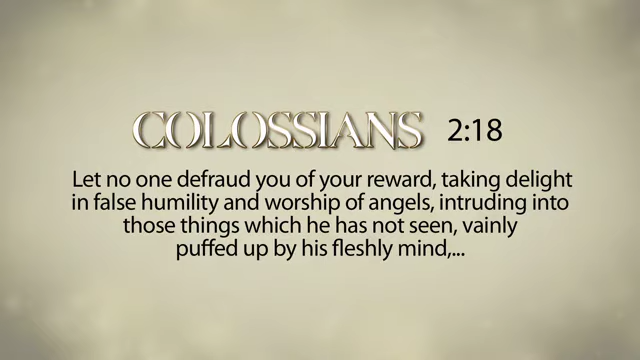 COLOSSIANS 2:18
Let no one defraud you of your reward, taking delight
in false humility and worship of angels, intruding into
those things which he has not seen, vainly
puffed up by his fleshly mind,...